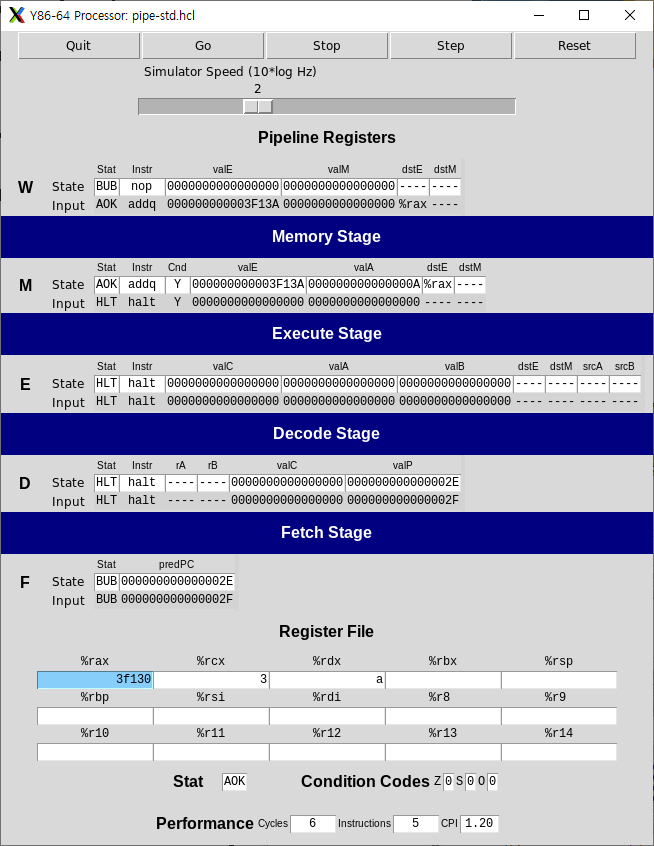 Y86-64 Processor: pipe-std.hcl
Quit Go Stop Step Reset
Simulator Speed (10*log Hz)
2
Pipeline Registers
Stat Instr valE valM dstE dstM
W State BUB nop 0000000000000000 0000000000000000 ---- ----
Input AOK addq 000000000003F13A 0000000000000000 %rax ----
Memory Stage
Stat Instr Cnd valE valA dstE dstM
M State AOK addq Y 000000000003F13A 000000000000000A %rax ----
Input HLT halt Y 0000000000000000 0000000000000000 ---- ----
Execute Stage
Stat Instr valC valA valB dstE dstM srcA srcB
E State HLT halt 0000000000000000 0000000000000000 0000000000000000 ---- ---- ---- ----
Input HLT halt 0000000000000000 0000000000000000 0000000000000000 ---- ---- ---- ----
Decode Stage
Stat Instr rA rB valC valP
D State HLT halt ---- ---- 0000000000000000 000000000000002E
Input HLT halt ---- ---- 0000000000000000 000000000000002F
Fetch Stage
Stat predPC
F State BUB 000000000000002E
Input BUB 000000000000002F
Register File
%rax %rcx %rdx %rbx %rsp
3f130 3 a
%rbp %rsi %rdi %r8 %r9
%r10 %r11 %r12 %r13 %r14
Stat AOK Condition Codes Z 0 S 0 O 0
Performance Cycles 6 Instructions 5 CPI 1.20